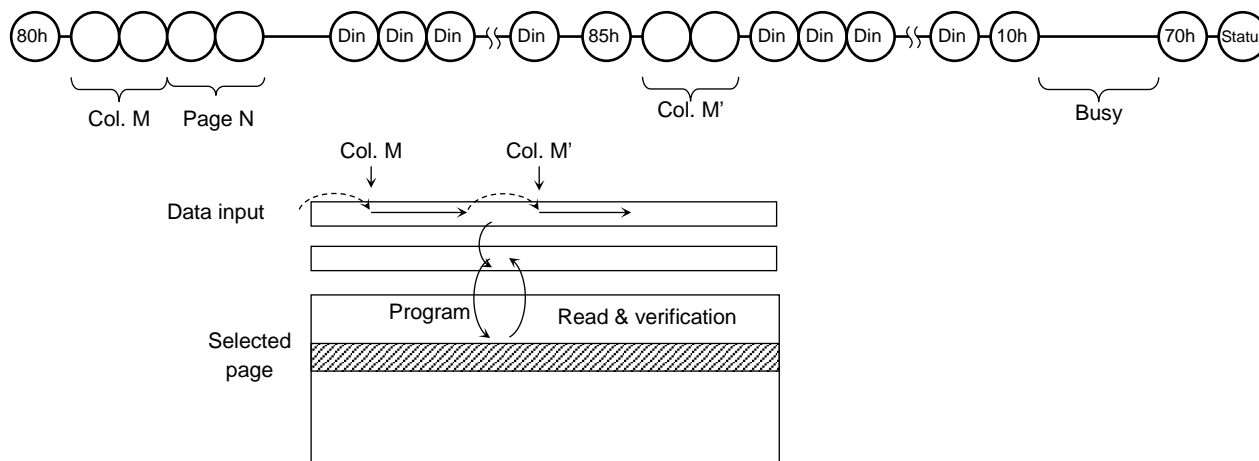 80h Din Din Din Din 85h Din Din Din Din 10h 70h Statu
Col. M Page N Col. M’ Busy
Col. M Col. M’
Data input
Program Read & verification
Selected
page